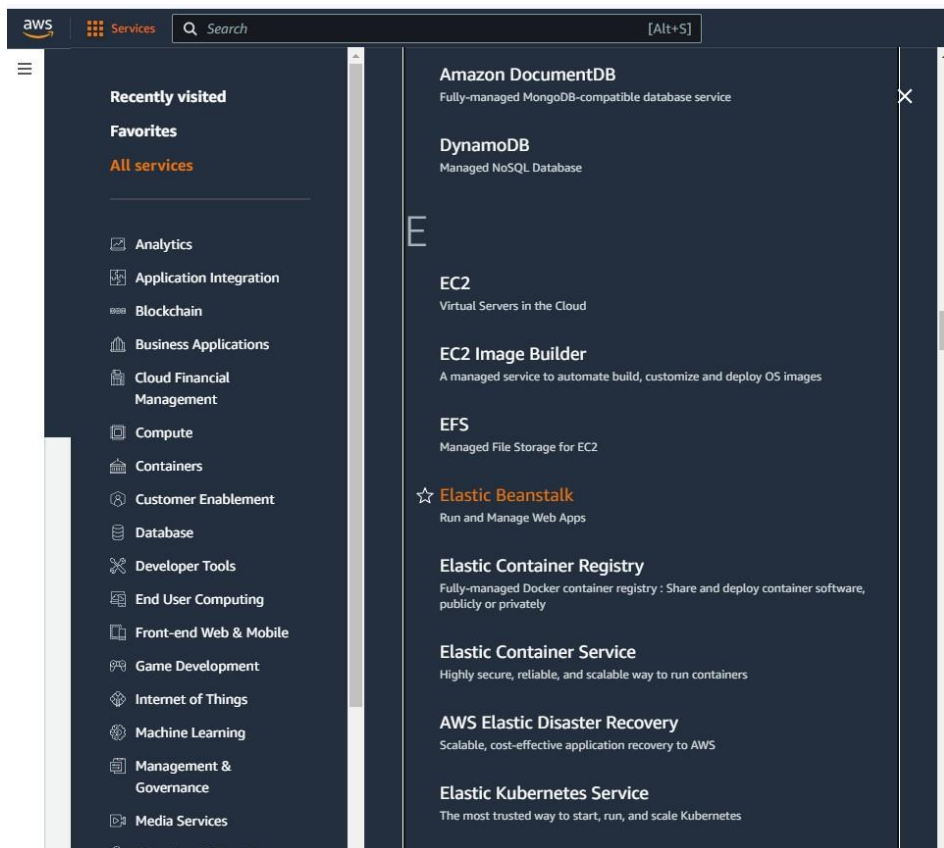 aws
Services
Search
[Alt+S]
Recently visited
Favorites
All services
Analytics
Application Integration
Blockchain
Business Applications
Cloud Financial
Management
Compute
Containers
Customer Enablement
Database
Developer Tools
End User Computing
Front-end Web & Mobile
Game Development
Internet of Things
Machine Learning
Management &
Governance
Media Services
Amazon DocumentDB
Fully-managed MongoDB-compatible database service
DynamoDB
Managed NoSQL Database
E
EC2
Virtual Servers in the Cloud
EC2 Image Builder
A managed service to automate build, customize and deploy OS images
EFS
Managed File Storage for EC2
Elastic Beanstalk
Run and Manage Web Apps
Elastic Container Registry
Fully-managed Docker container registry : Share and deploy container software,
publicly or privately
Elastic Container Service
Highly secure, reliable, and scalable way to run containers
AWS Elastic Disaster Recovery
Scalable, cost-effective application recovery to AWS
Elastic Kubernetes Service
The most trusted way to start, run, and scale Kubernetes